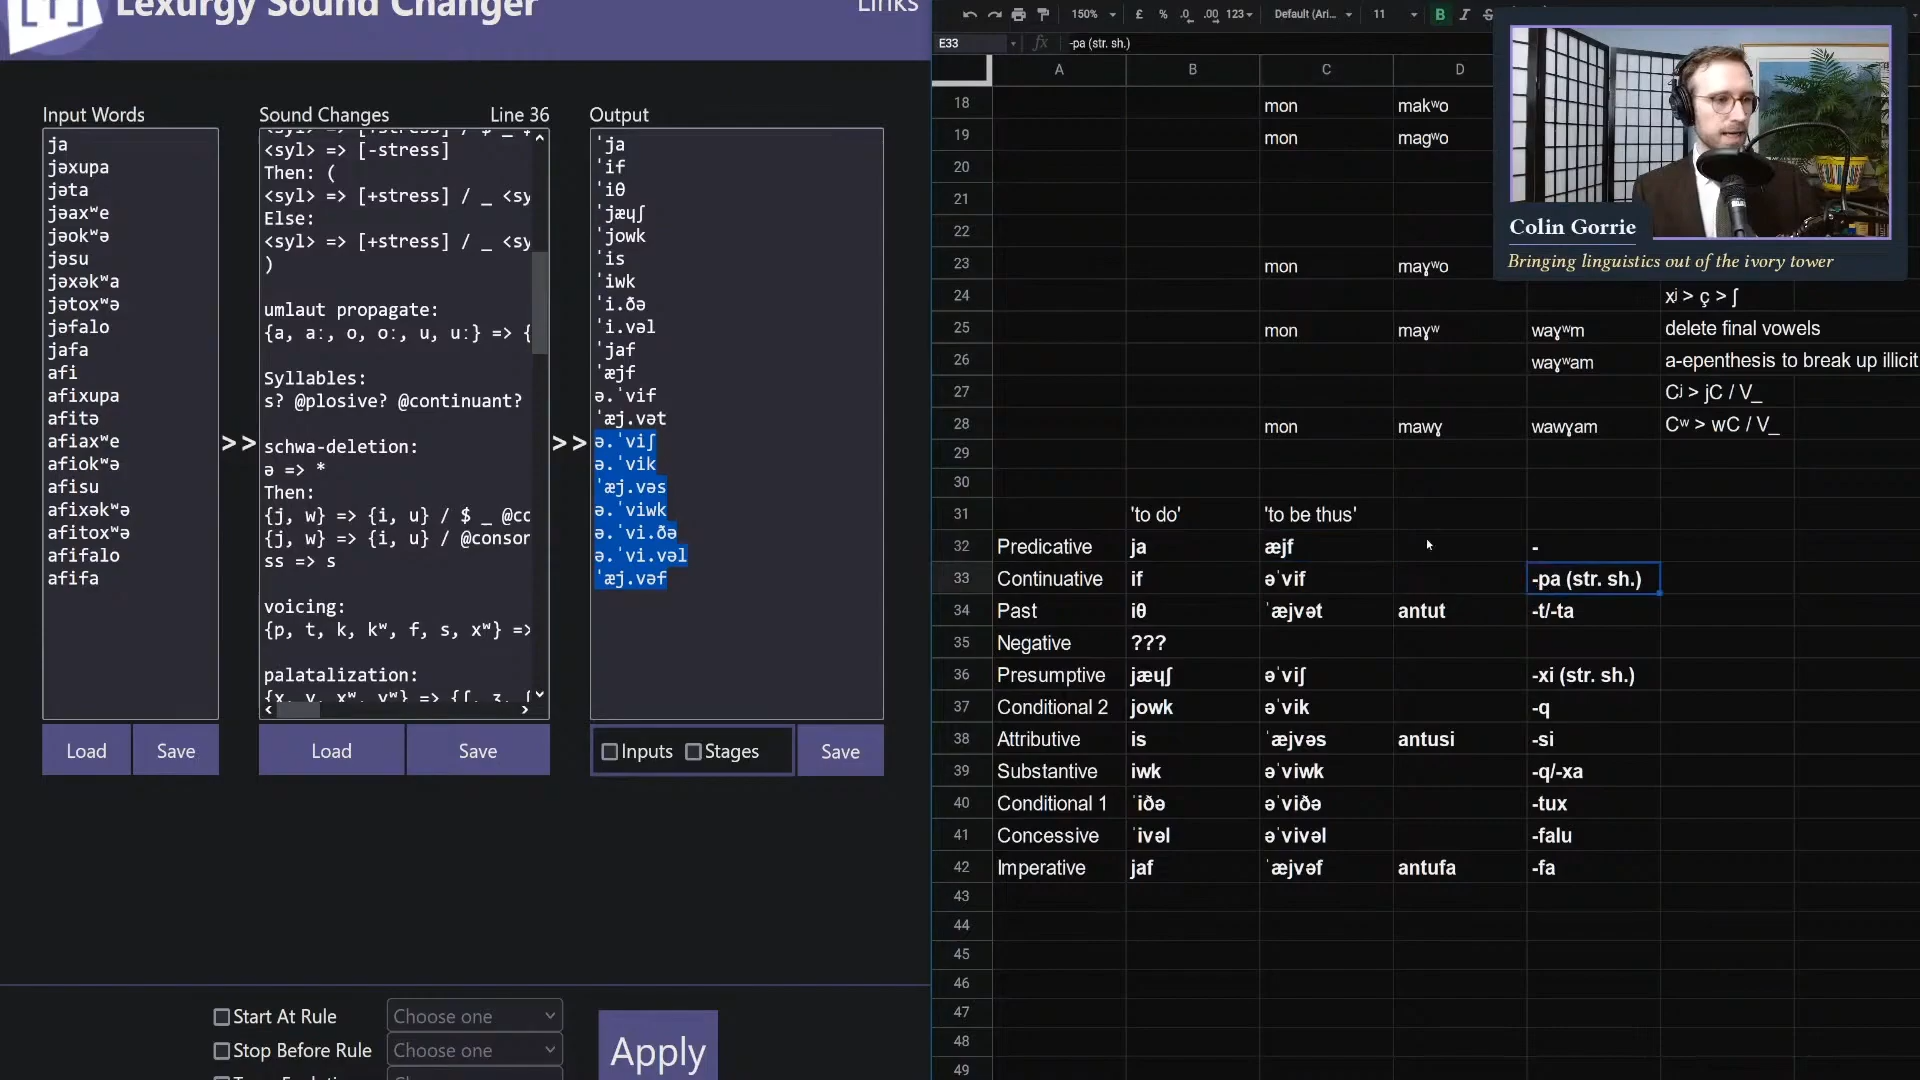 Lexurgy Sound Changer
Links
Input Words
Sound Changes
Line 36
Output
ja
jəxupa
jəta
jəaxʷe
jəokʷə
jəsu
jəxəkʷa
jətoxʷə
jəfalo
jafa
afi
afixupa
afitə
afiaxʷe
afiokʷə
afisu
afixəkʷə
afitoxʷə
afifalo
afifa
>>
<syl> => [-stress]
Then: (
<syl> => [+stress] / _ <sy
Else:
<syl> => [+stress] / _ <sy
)
umlaut propagate:
{a, aː, o, oː, u, uː} => {
Syllables:
s? @plosive? @continuant?
schwa-deletion:
ə => *
Then:
{j, w} => {i, u} / $ _ @co
{j, w} => {i, u} / @conson
ss => s
voicing:
{p, t, k, kʷ, f, s, xʷ} =>
palatalization:
{x, ɣ, xʷ, ɣʷ} => {ʃ, ʒ, ʃ
>>
ˈja
ˈif
ˈiθ
ˈjæɥʃ
ˈjowk
ˈis
ˈiwk
ˈi.ðə
ˈi.vəl
ˈjaf
ˈæjf
ə.ˈvif
ˈæj.vət
ə.ˈviʃ
ə.ˈvik
ˈæj.vəs
ə.ˈviwk
ə.ˈvi.ðə
ə.ˈvi.vəl
ˈæj.vəf
Load
Save
Load
Save
Inputs
Stages
Save
Start At Rule
Choose one
Stop Before Rule
Choose one
Apply
150%
£ % .0 .00 123
Default (Ari...
11
B I S
E33
fx
-pa (str. sh.)
A B C D
18 mon makʷo
19 mon magʷo
20
21
22
23 mon maɣʷo
24 xʲ > ç > ʃ
25 mon maɣʷ waɣʷm delete final vowels
26 waɣʷam a-epenthesis to break up illicit
27 Cʲ > jC / V_
28 mon mawɣ wawɣam Cʷ > wC / V_
29
30
31 'to do' 'to be thus'
32 Predicative ja æjf -
33 Continuative if əˈvif -pa (str. sh.)
34 Past iθ ˈæjvət antut -t/-ta
35 Negative ???
36 Presumptive jæɥʃ əˈviʃ -xi (str. sh.)
37 Conditional 2 jowk əˈvik -q
38 Attributive is ˈæjvəs antusi -si
39 Substantive iwk əˈviwk -q/-xa
40 Conditional 1 ˈiðə əˈviðə -tux
41 Concessive ˈivəl əˈvivəl -falu
42 Imperative jaf ˈæjvəf antufa -fa
43
44
45
46
47
48
49
Colin Gorrie
Bringing linguistics out of the ivory tower